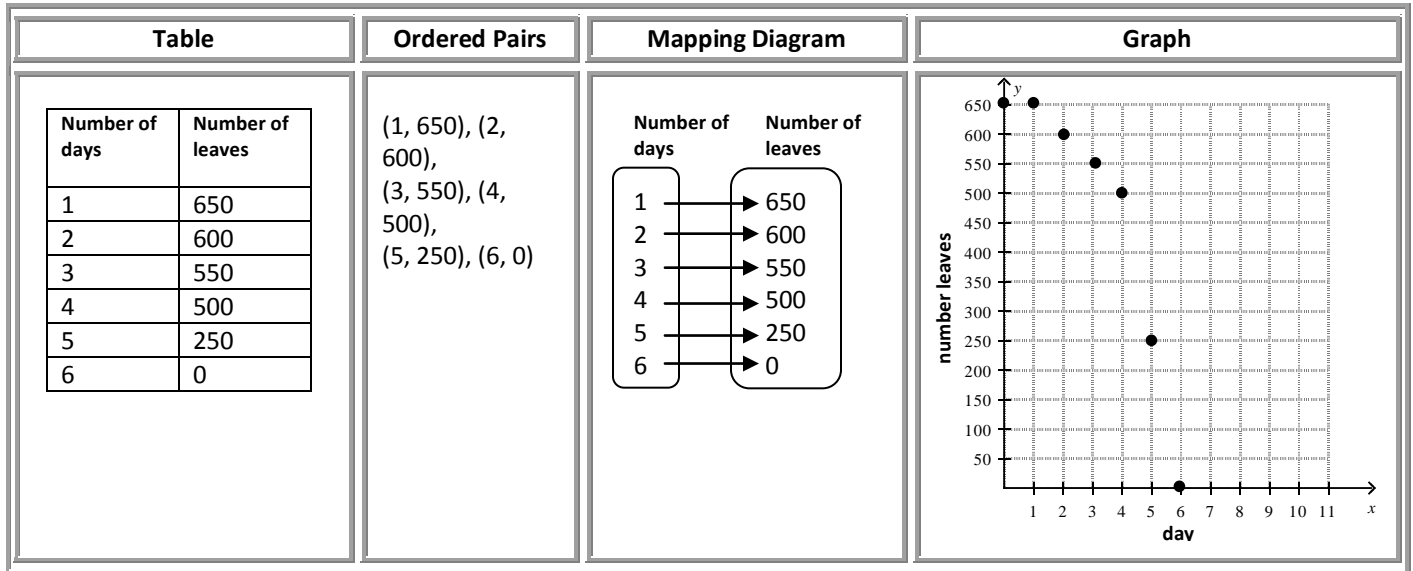 Table
Ordered Pairs
Mapping Diagram
Graph
Number of days
Number of leaves
1 650
2 600
3 550
4 500
5 250
6 0
(1, 650), (2,
600),
(3, 550), (4,
500),
(5, 250), (6, 0)
Number of days
Number of leaves
1 650
2 600
3 550
4 500
5 250
6 0
y
650
600
550
500
450
400
350
300
250
200
150
100
50
number leaves
1 2 3 4 5 6 7 8 9 10 11 x
day